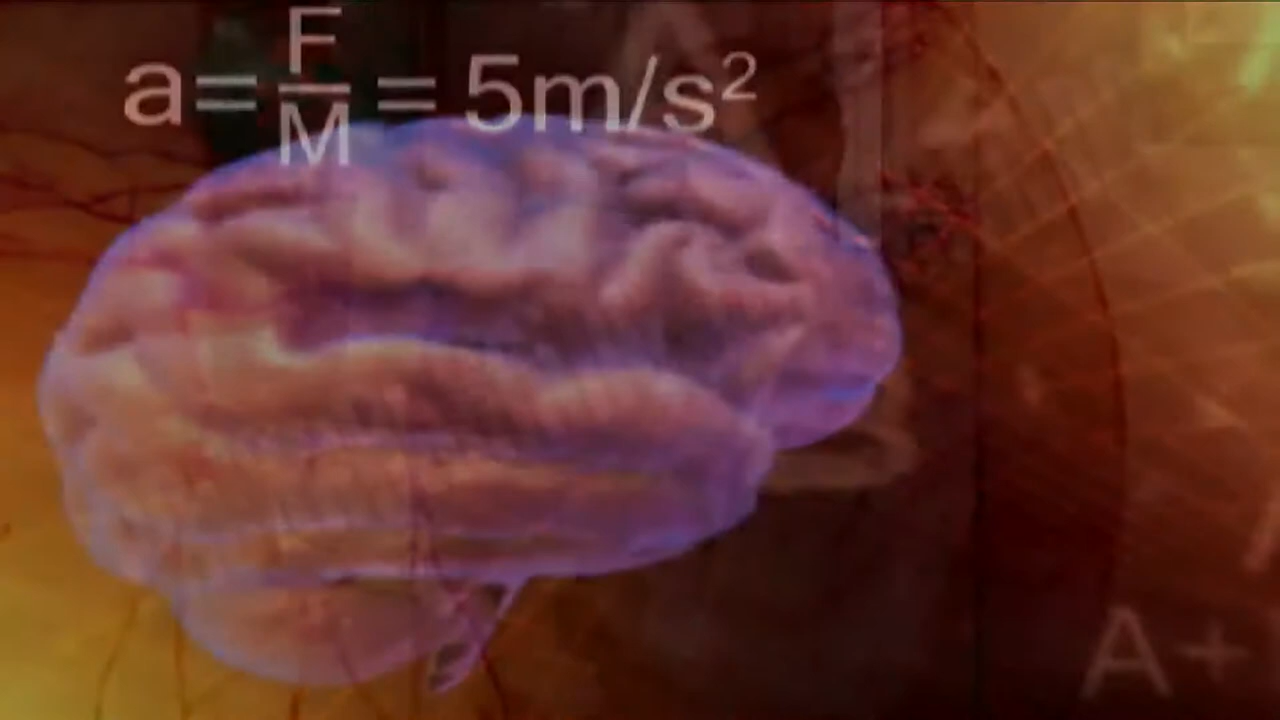 a = F/M = 5m/s²
A+